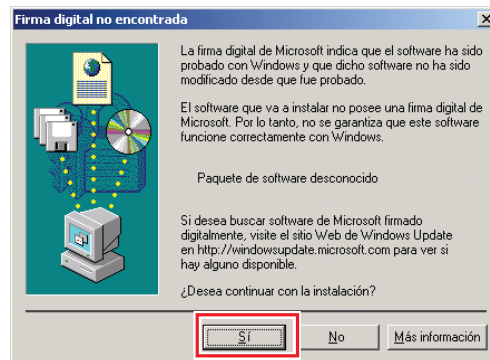 Firma digital no encontrada
La firma digital de Microsoft indica que el software ha sido
probado con Windows y que dicho software no ha sido
modificado desde que fue probado.
El software que va a instalar no posee una firma digital de
Microsoft. Por lo tanto, no se garantiza que este software
funcione correctamente con Windows.
Paquete de software desconocido
Si desea buscar software de Microsoft firmado
digitalmente, visite el sitio Web de Windows Update
en http://windowsupdate.microsoft.com para ver si
hay alguno disponible.
¿Desea continuar con la instalación?
Sí No Más información